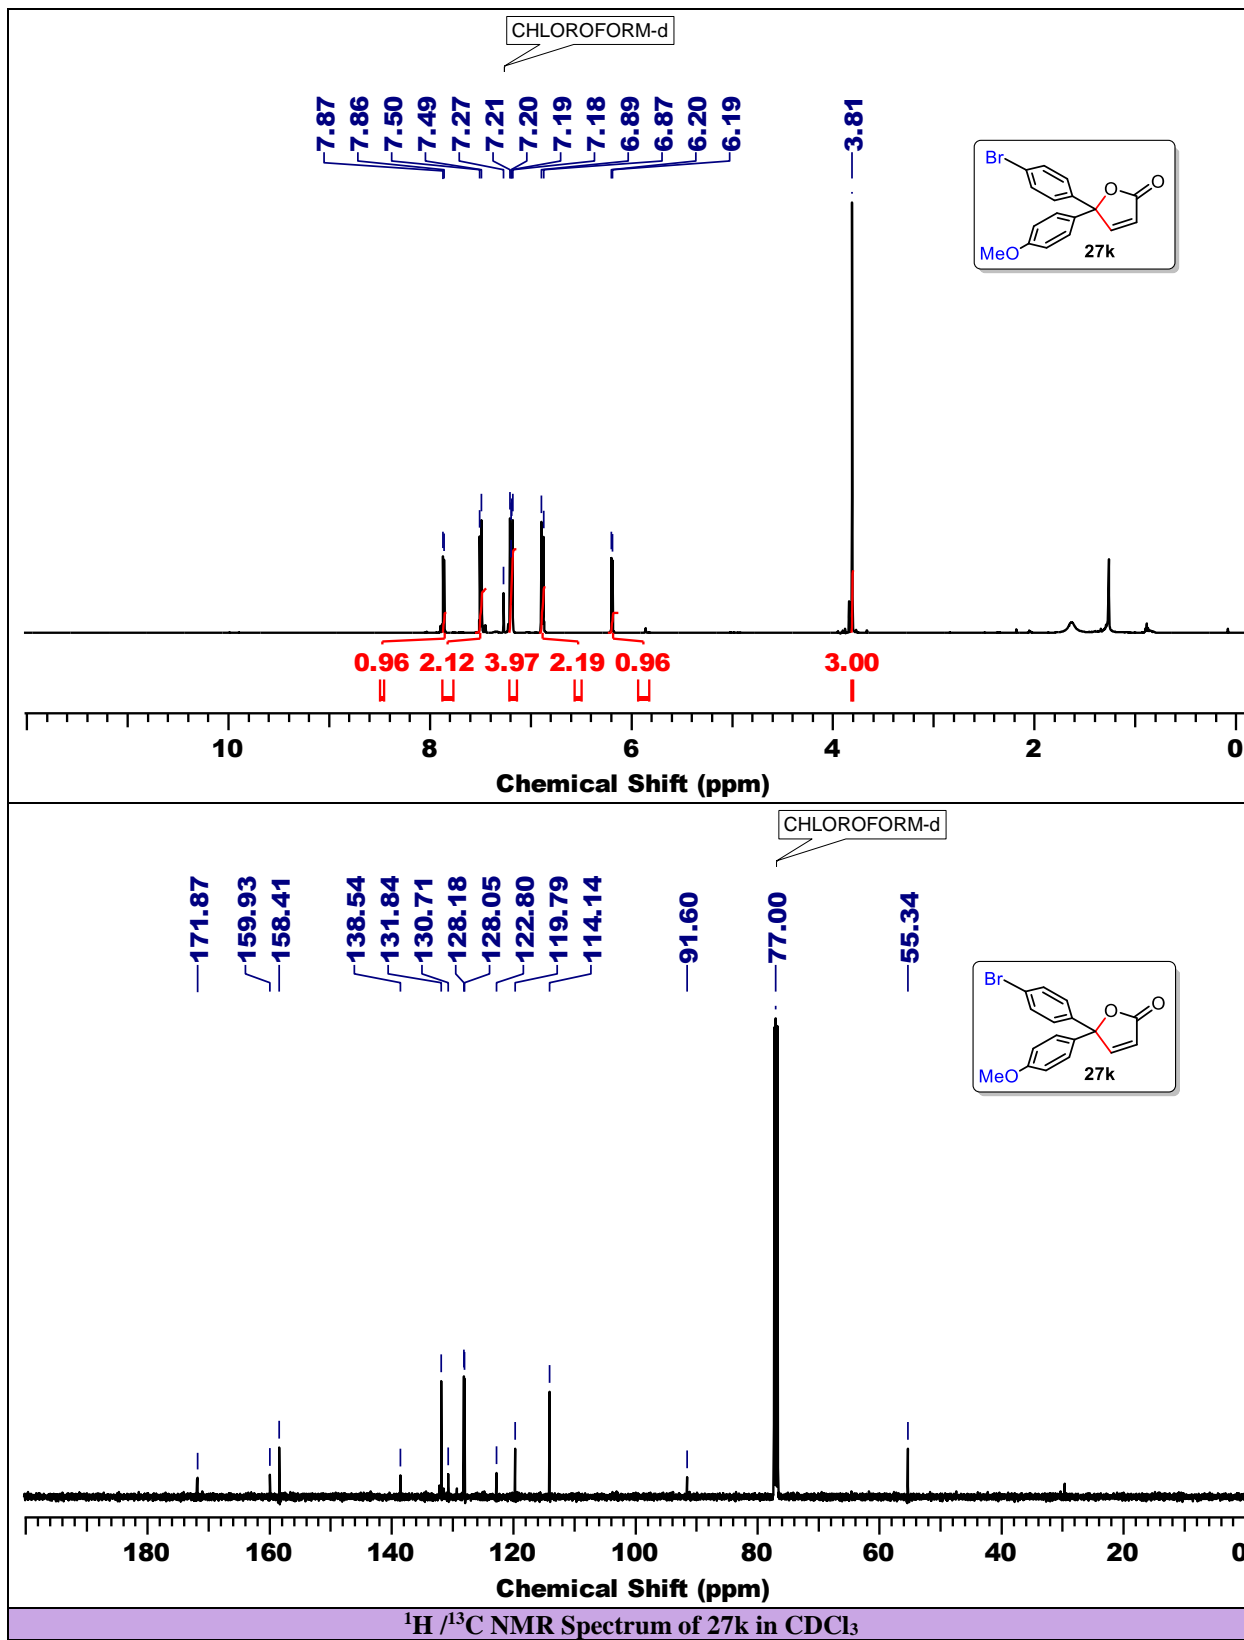 CHLOROFORM-d
7.87
7.86
7.50
7.49
7.27
7.21
7.20
7.19
7.18
6.89
6.87
6.20
6.19
3.81
Br
O
O
MeO
27k
0.96 2.12 3.97 2.19 0.96 3.00
10 8 6 4 2 0
Chemical Shift (ppm)
CHLOROFORM-d
171.87
159.93
158.41
138.54
131.84
130.71
128.18
128.05
122.80
119.79
114.14
91.60
77.00
55.34
Br
O
O
MeO
27k
180 160 140 120 100 80 60 40 20 0
Chemical Shift (ppm)
¹H /¹³C NMR Spectrum of 27k in CDCl₃